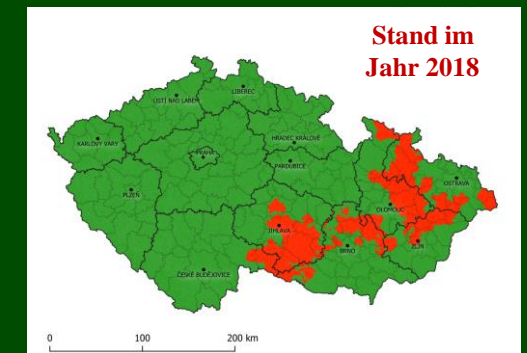 Stand im
Jahr 2018
LIBEREC
ÚSTÍ NAD LABEM
KARLOVY VARY
HRADEC KRÁLOVÉ
PRAHA
PARDUBICE
OSTRAVA
PLZEŇ
OLOMOUC
JIHLAVA
ZLÍN
BRNO
ČESKÉ BUDĚJOVICE
0 100 200 km